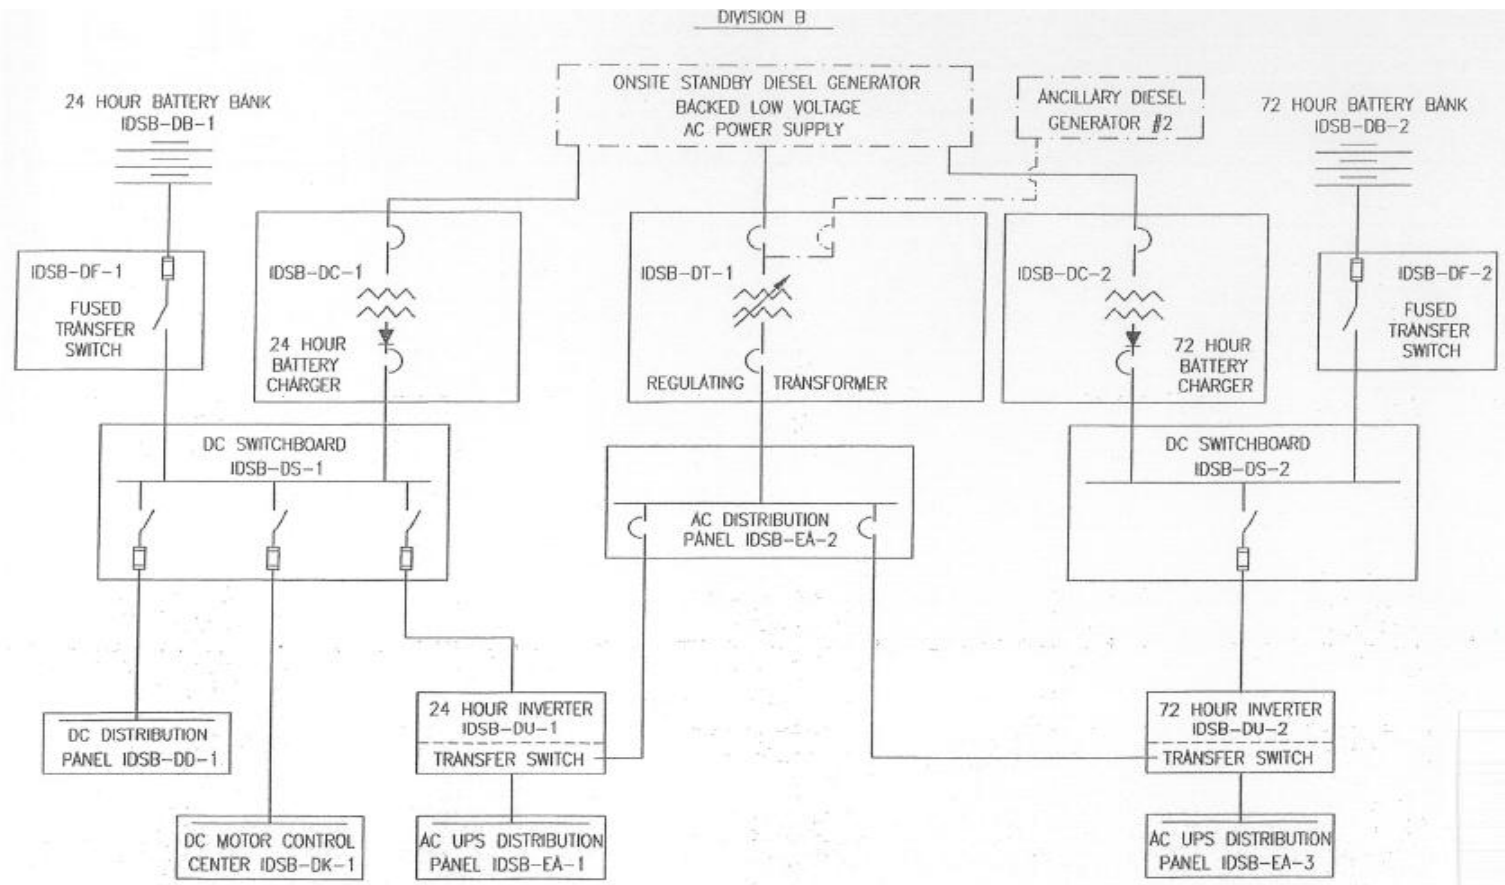 DIVISION B
ONSITE STANDBY DIESEL GENERATOR
BACKED LOW VOLTAGE
AC POWER SUPPLY
ANCILLARY DIESEL
GENERATOR #2
24 HOUR BATTERY BANK
IDSB-DB-1
72 HOUR BATTERY BANK
IDSB-DB-2
IDSB-DF-1
FUSED
TRANSFER
SWITCH
IDSB-DC-1
24 HOUR
BATTERY
CHARGER
IDSB-DT-1
REGULATING TRANSFORMER
IDSB-DC-2
72 HOUR
BATTERY
CHARGER
IDSB-DF-2
FUSED
TRANSFER
SWITCH
DC SWITCHBOARD
IDSB-DS-1
AC DISTRIBUTION
PANEL IDSB-EA-2
DC SWITCHBOARD
IDSB-DS-2
DC DISTRIBUTION
PANEL IDSB-DD-1
24 HOUR INVERTER
IDSB-DU-1
TRANSFER SWITCH
72 HOUR INVERTER
IDSB-DU-2
TRANSFER SWITCH
DC MOTOR CONTROL
CENTER IDSB-DK-1
AC UPS DISTRIBUTION
PANEL IDSB-EA-1
AC UPS DISTRIBUTION
PANEL IDSB-EA-3